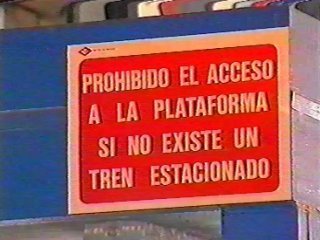 PROHIBIDO EL ACCESO
A LA PLATAFORMA
SI NO EXISTE UN
TREN ESTACIONADO